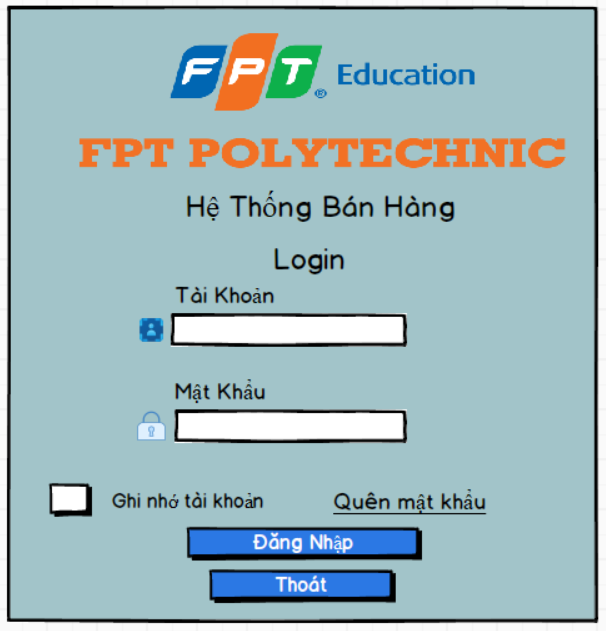 FPT® Education
FPT POLYTECHNIC
Hệ Thống Bán Hàng
Login
Tài Khoản
Mật Khẩu
Ghi nhớ tài khoản Quên mật khẩu
Đăng Nhập
Thoát